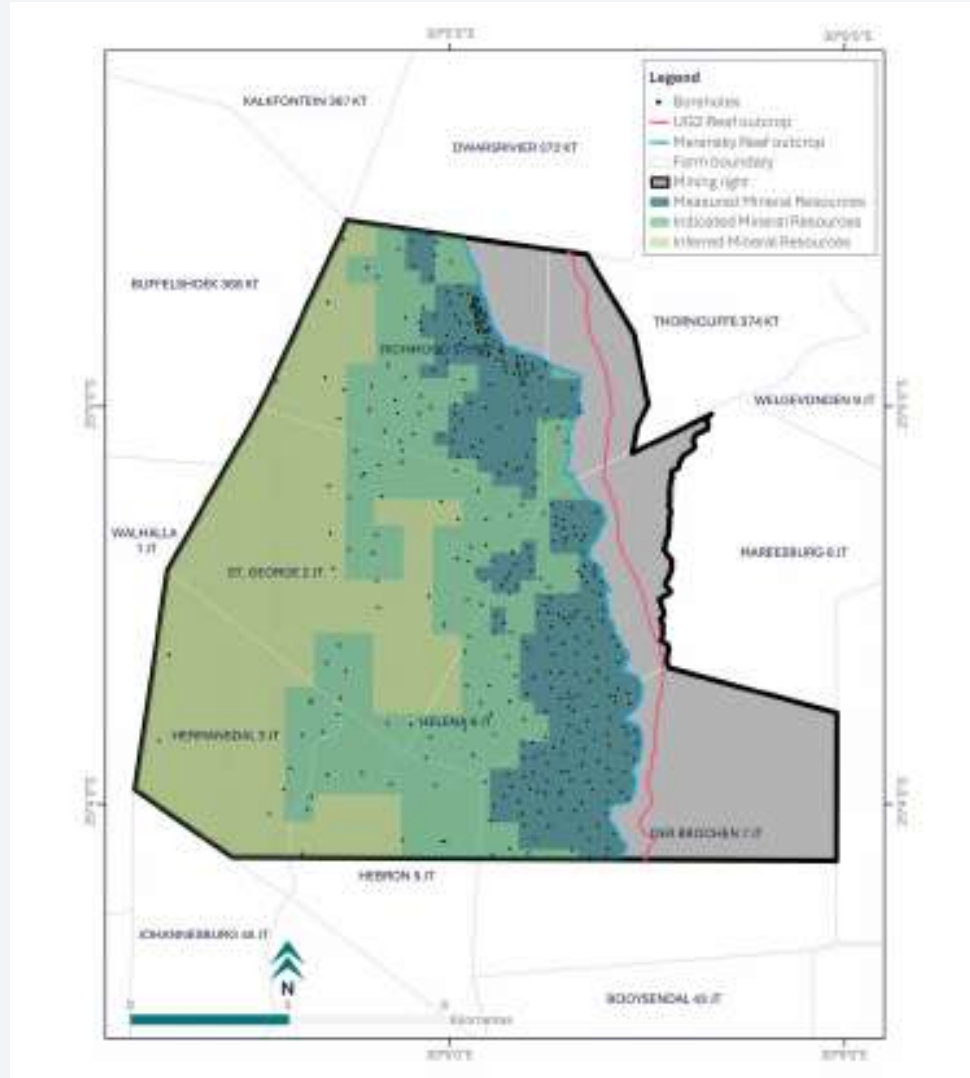 KALKFONTEIN 367 KT
DWARSRIVIER 372 KT
Legend
Boreholes
UG2 Reef outcrop
Merensky Reef outcrop
Farm boundary
Mining right
Measured Mineral Resources
Indicated Mineral Resources
Inferred Mineral Resources
BUFFELSHOEK 368 KT
THORNCLIFFE 374 KT
RICHMOND
WELGEVONDEN 9 JT
WALHALLA
1 JT
MAREESBURG 8 JT
ST. GEORGE 2 JT
HELENA 6 JT
HERMANSDAL 3 JT
DER BROCHEN 7 JT
HEBRON 5 JT
JOHANNESBURG 45 JT
N
BOOYSENDAL 43 JT
Kilometres